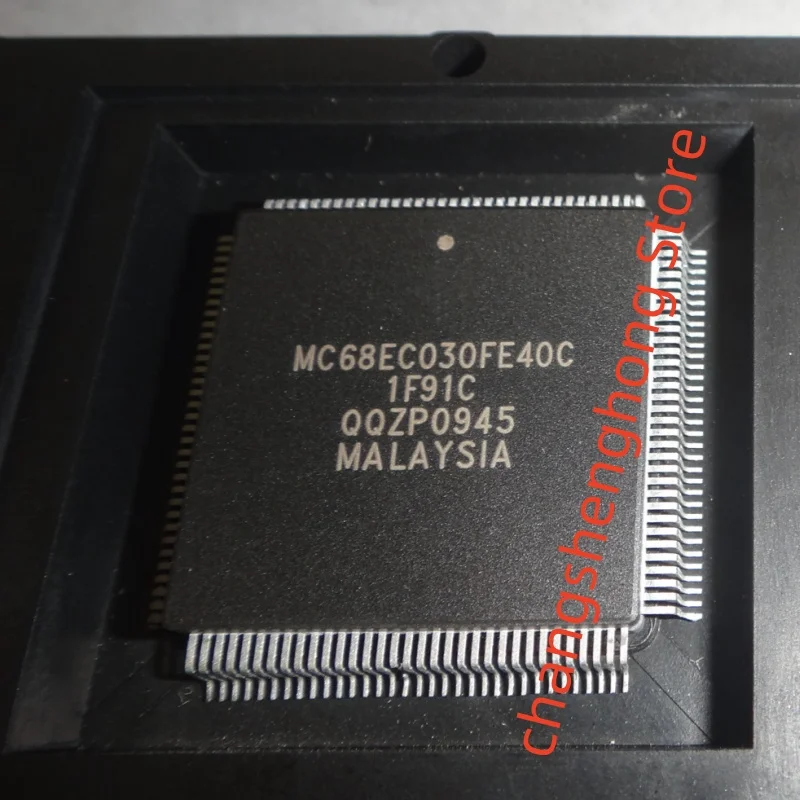 MC68EC030FE40C
1F91C
QQZP0945
MALAYSIA
changshenghong Store